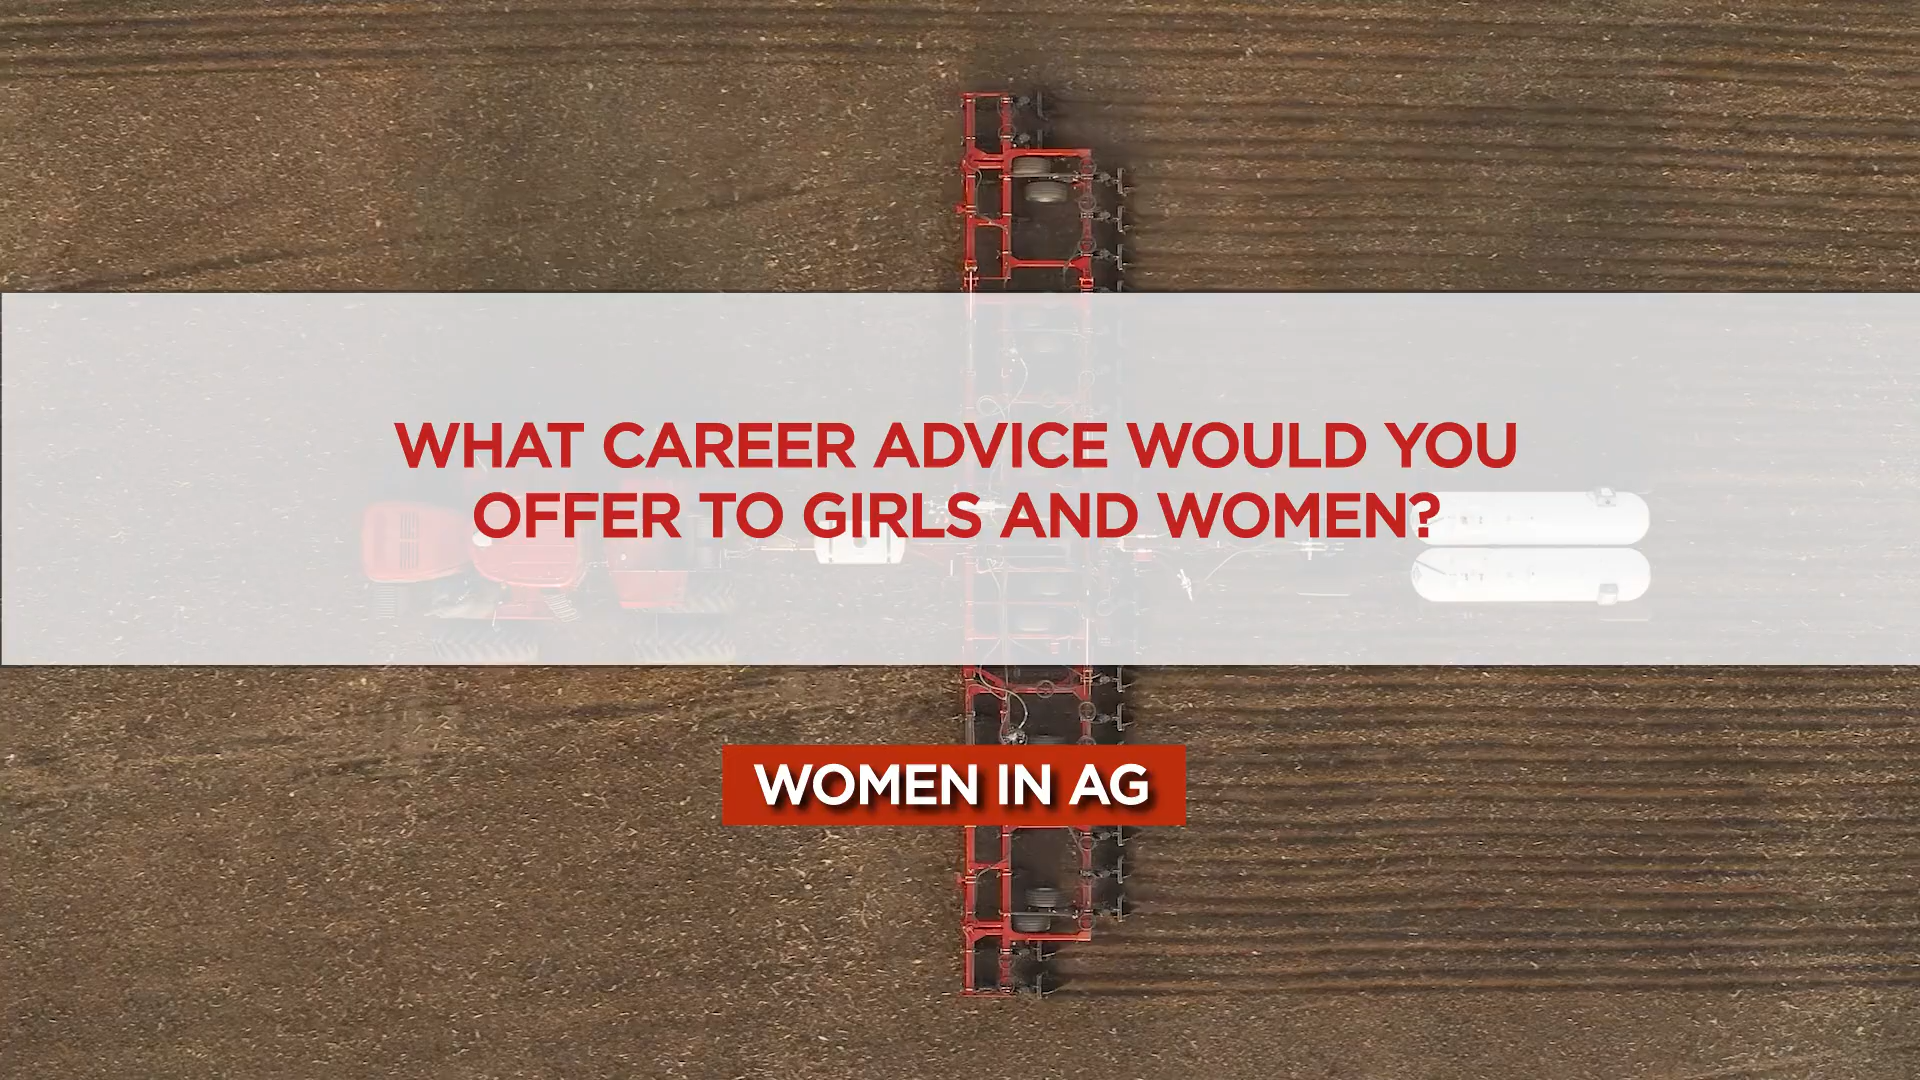 WHAT CAREER ADVICE WOULD YOU
OFFER TO GIRLS AND WOMEN?
WOMEN IN AG